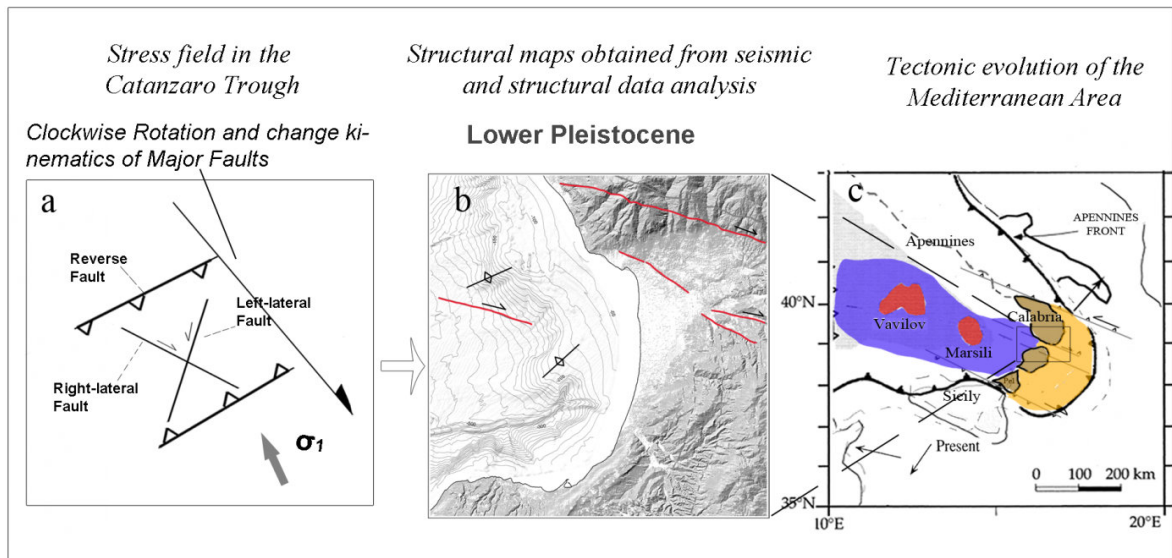 Stress field in the
Catanzaro Trough
Structural maps obtained from seismic
and structural data analysis
Tectonic evolution of the
Mediterranean Area
Clockwise Rotation and change ki-
nematics of Major Faults
Lower Pleistocene
a
Reverse
Fault
Left-lateral
Fault
Right-lateral
Fault
σ1
b
c
APENNINES
FRONT
Apennines
40°N
Calabria
Vavilov
Marsili
Sicily
Present
0 100 200 km
35°N
10°E
20°E